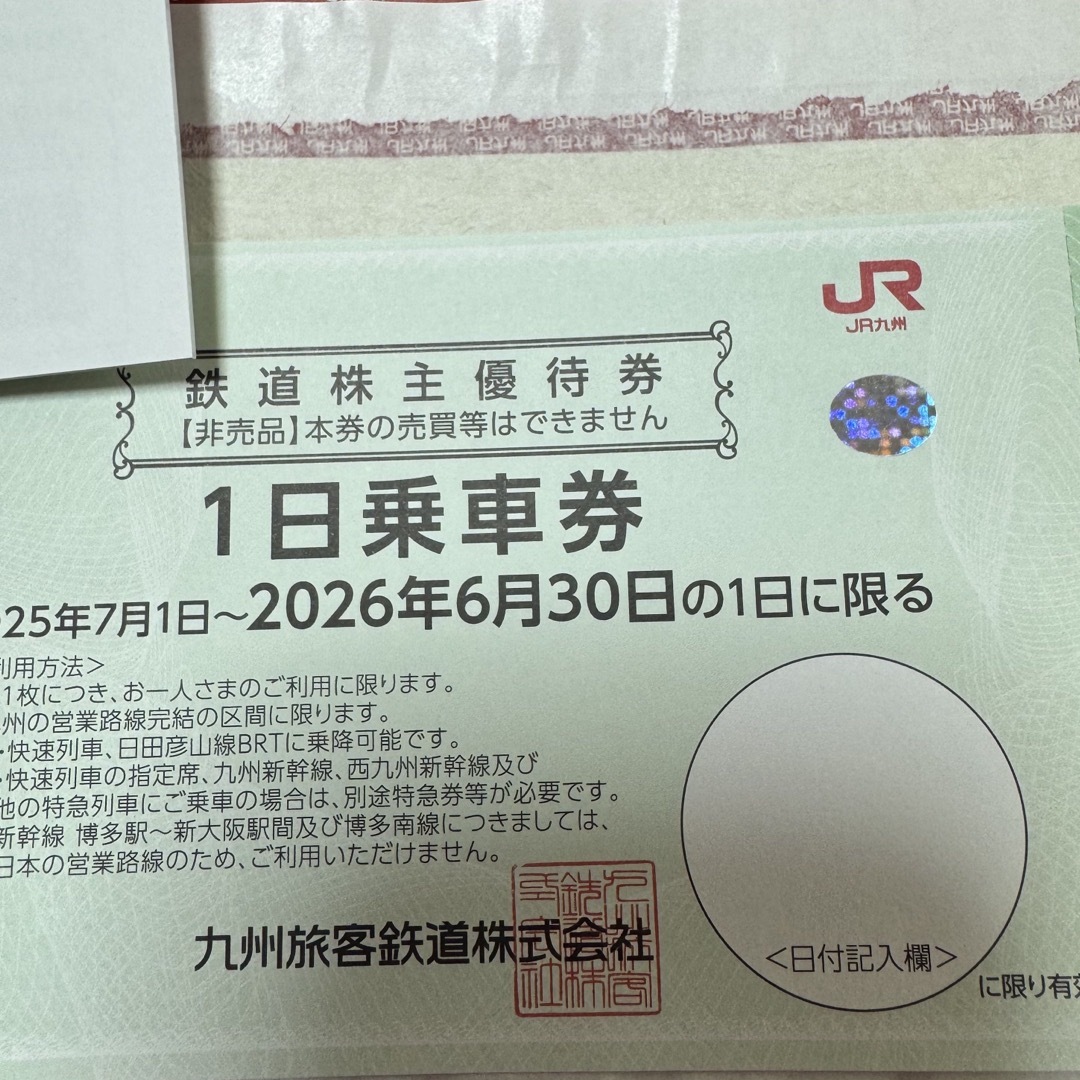 JR
JR九州
鉄道株主優待券
【非売品】本券の売買等はできません
1日乗車券
025年7月1日～2026年6月30日の1日に限る
利用方法＞
1枚につき、お一人さまのご利用に限ります。
州の営業路線完結の区間に限ります。
・快速列車、日田彦山線BRTに乗降可能です。
・快速列車の指定席、九州新幹線、西九州新幹線及び
他の特急列車にご乗車の場合は、別途特急券等が必要です。
新幹線 博多駅～新大阪駅間及び博多南線につきましては、
日本の営業路線のため、ご利用いただけません。
九州旅客鉄道株式会社
＜日付記入欄＞
に限り有効